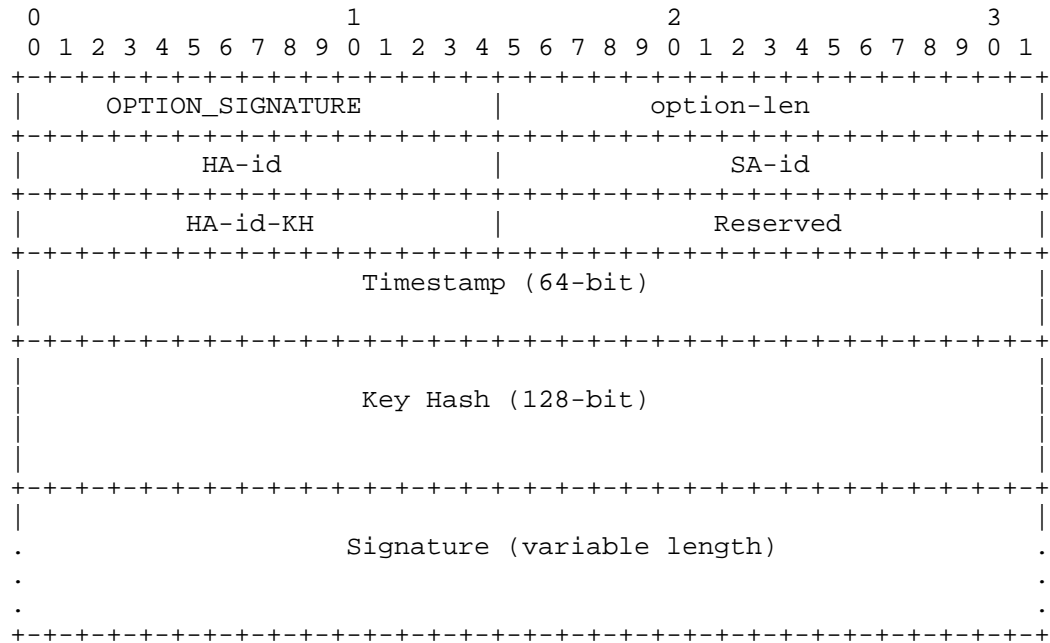 0                   1                   2                   3
0 1 2 3 4 5 6 7 8 9 0 1 2 3 4 5 6 7 8 9 0 1 2 3 4 5 6 7 8 9 0 1
+-+-+-+-+-+-+-+-+-+-+-+-+-+-+-+-+-+-+-+-+-+-+-+-+-+-+-+-+-+-+-+-+
|     OPTION_SIGNATURE        |         option-len              |
+-+-+-+-+-+-+-+-+-+-+-+-+-+-+-+-+-+-+-+-+-+-+-+-+-+-+-+-+-+-+-+-+
|           HA-id             |              SA-id              |
+-+-+-+-+-+-+-+-+-+-+-+-+-+-+-+-+-+-+-+-+-+-+-+-+-+-+-+-+-+-+-+-+
|          HA-id-KH           |             Reserved            |
+-+-+-+-+-+-+-+-+-+-+-+-+-+-+-+-+-+-+-+-+-+-+-+-+-+-+-+-+-+-+-+-+
|                     Timestamp (64-bit)                        |
|                                                               |
+-+-+-+-+-+-+-+-+-+-+-+-+-+-+-+-+-+-+-+-+-+-+-+-+-+-+-+-+-+-+-+-+
|                                                               |
|                     Key Hash (128-bit)                        |
|                                                               |
|                                                               |
+-+-+-+-+-+-+-+-+-+-+-+-+-+-+-+-+-+-+-+-+-+-+-+-+-+-+-+-+-+-+-+-+
|                                                               |
.                    Signature (variable length)                .
.                                                               .
.                                                               .
+-+-+-+-+-+-+-+-+-+-+-+-+-+-+-+-+-+-+-+-+-+-+-+-+-+-+-+-+-+-+-+-+